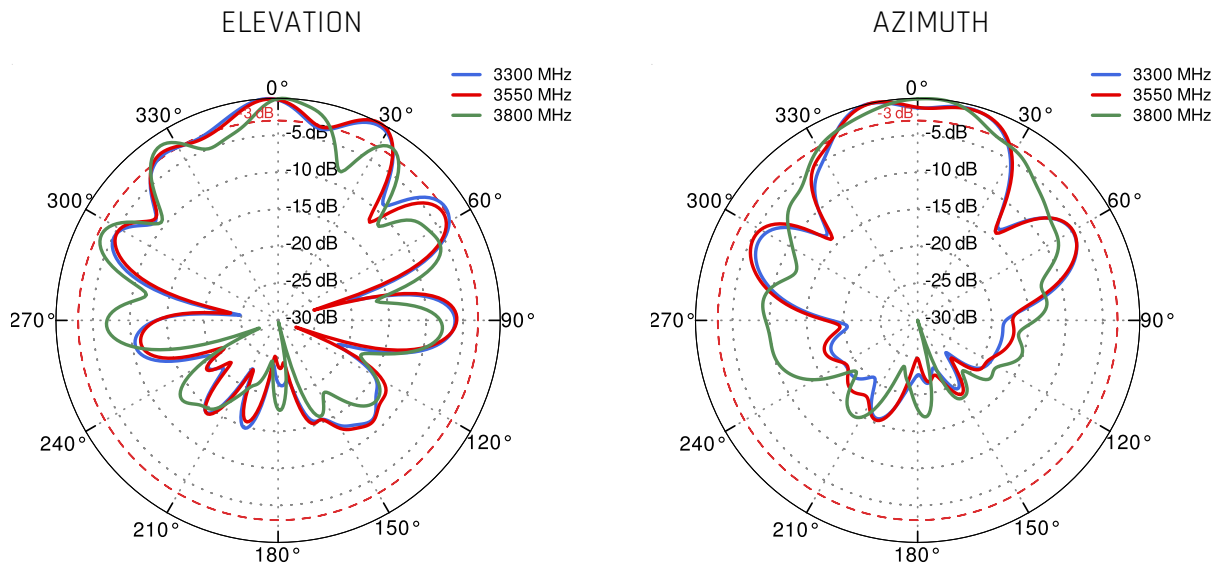 ELEVATION
AZIMUTH
3300 MHz
3550 MHz
3800 MHz
0°
330°
30°
-3 dB
-5 dB
-10 dB
300°
60°
-15 dB
-20 dB
-25 dB
270°
-30 dB
90°
240°
120°
210°
150°
180°
3300 MHz
3550 MHz
3800 MHz
0°
330°
30°
-3 dB
-5 dB
-10 dB
300°
60°
-15 dB
-20 dB
-25 dB
270°
-30 dB
90°
240°
120°
210°
150°
180°